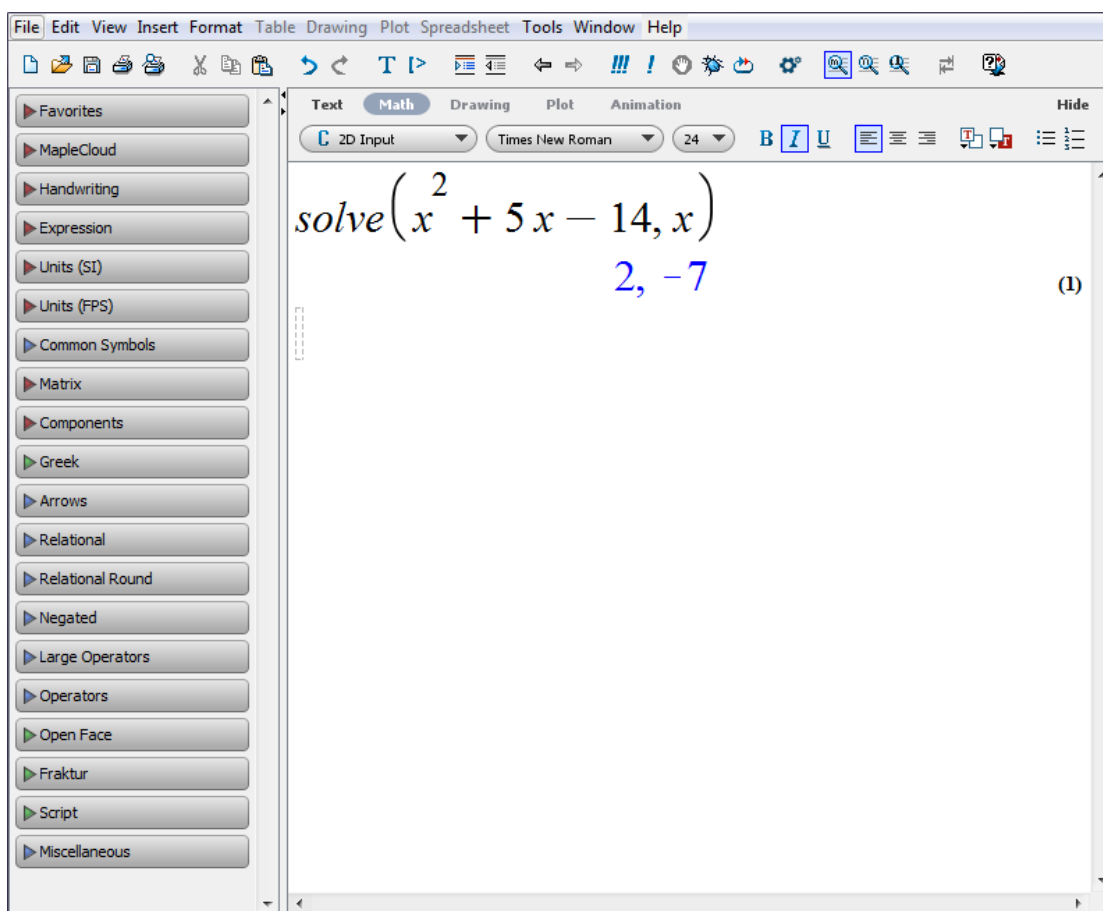 File Edit View Insert Format Table Drawing Plot Spreadsheet Tools Window Help
Favorites
MapleCloud
Handwriting
Expression
Units (SI)
Units (FPS)
Common Symbols
Matrix
Components
Greek
Arrows
Relational
Relational Round
Negated
Large Operators
Operators
Open Face
Fraktur
Script
Miscellaneous
Text Math Drawing Plot Animation Hide
C 2D Input Times New Roman 24 B I U
solve(x² + 5 x − 14, x)
2, −7 (1)